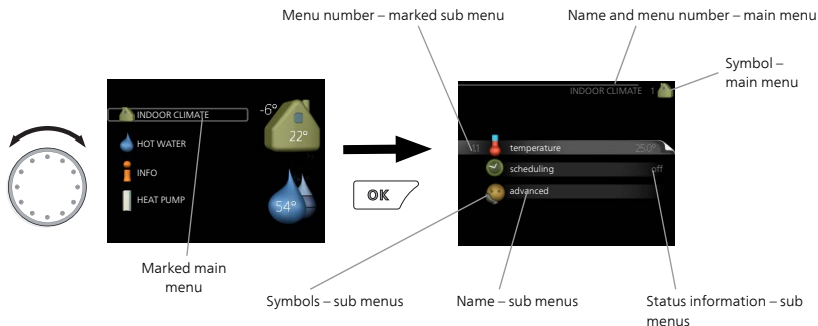 Menu number – marked sub menu
Name and menu number – main menu
Symbol –
main menu
INDOOR CLIMATE 1
INDOOR CLIMATE
-6°
22°
HOT WATER
INFO
HEAT PUMP
54°
OK
11 temperature 25.0°
scheduling off
advanced
Marked main
menu
Symbols – sub menus
Name – sub menus
Status information – sub
menus